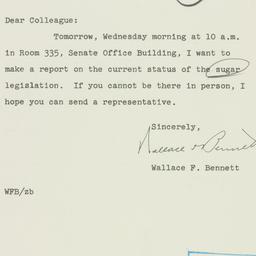 Dear Colleague:
Tomorrow, Wednesday morning at 10 a.m.
in Room 335, Senate Office Building, I want to
make a report on the current status of the sugar
legislation. If you cannot be there in person, I
hope you can send a representative.
Sincerely,
Wallace F Bennett
Wallace F. Bennett
WFB/zb